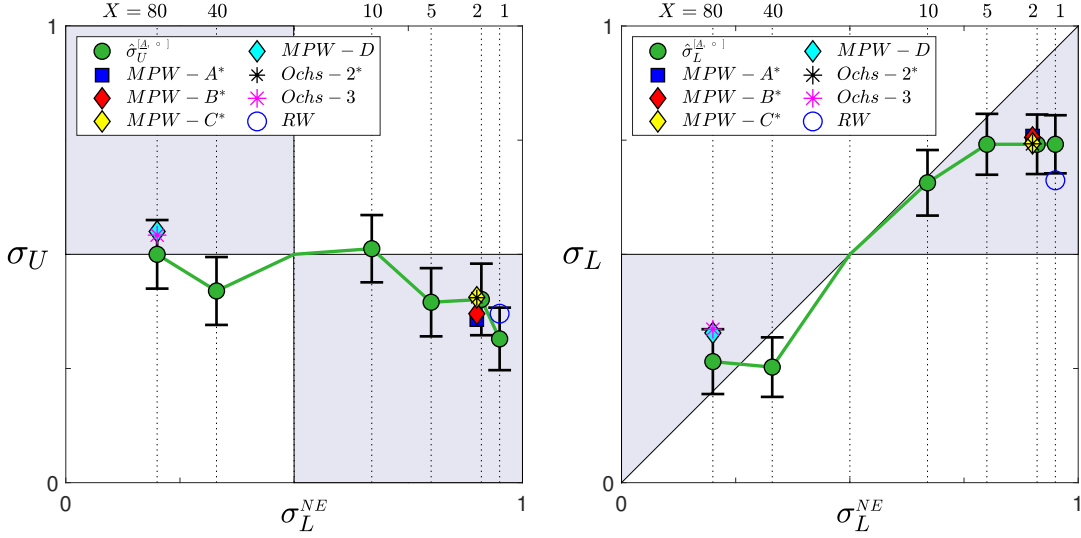 X = 80 40 10 5 2 1
σ̂_U^[A, ∘] MPW − D
MPW − A* Ochs − 2*
MPW − B* Ochs − 3
MPW − C* RW
σ_U
0
0 1
σ_L^NE
X = 80 40 10 5 2 1
σ̂_L^[A, ∘] MPW − D
MPW − A* Ochs − 2*
MPW − B* Ochs − 3
MPW − C* RW
σ_L
0
0 1
σ_L^NE